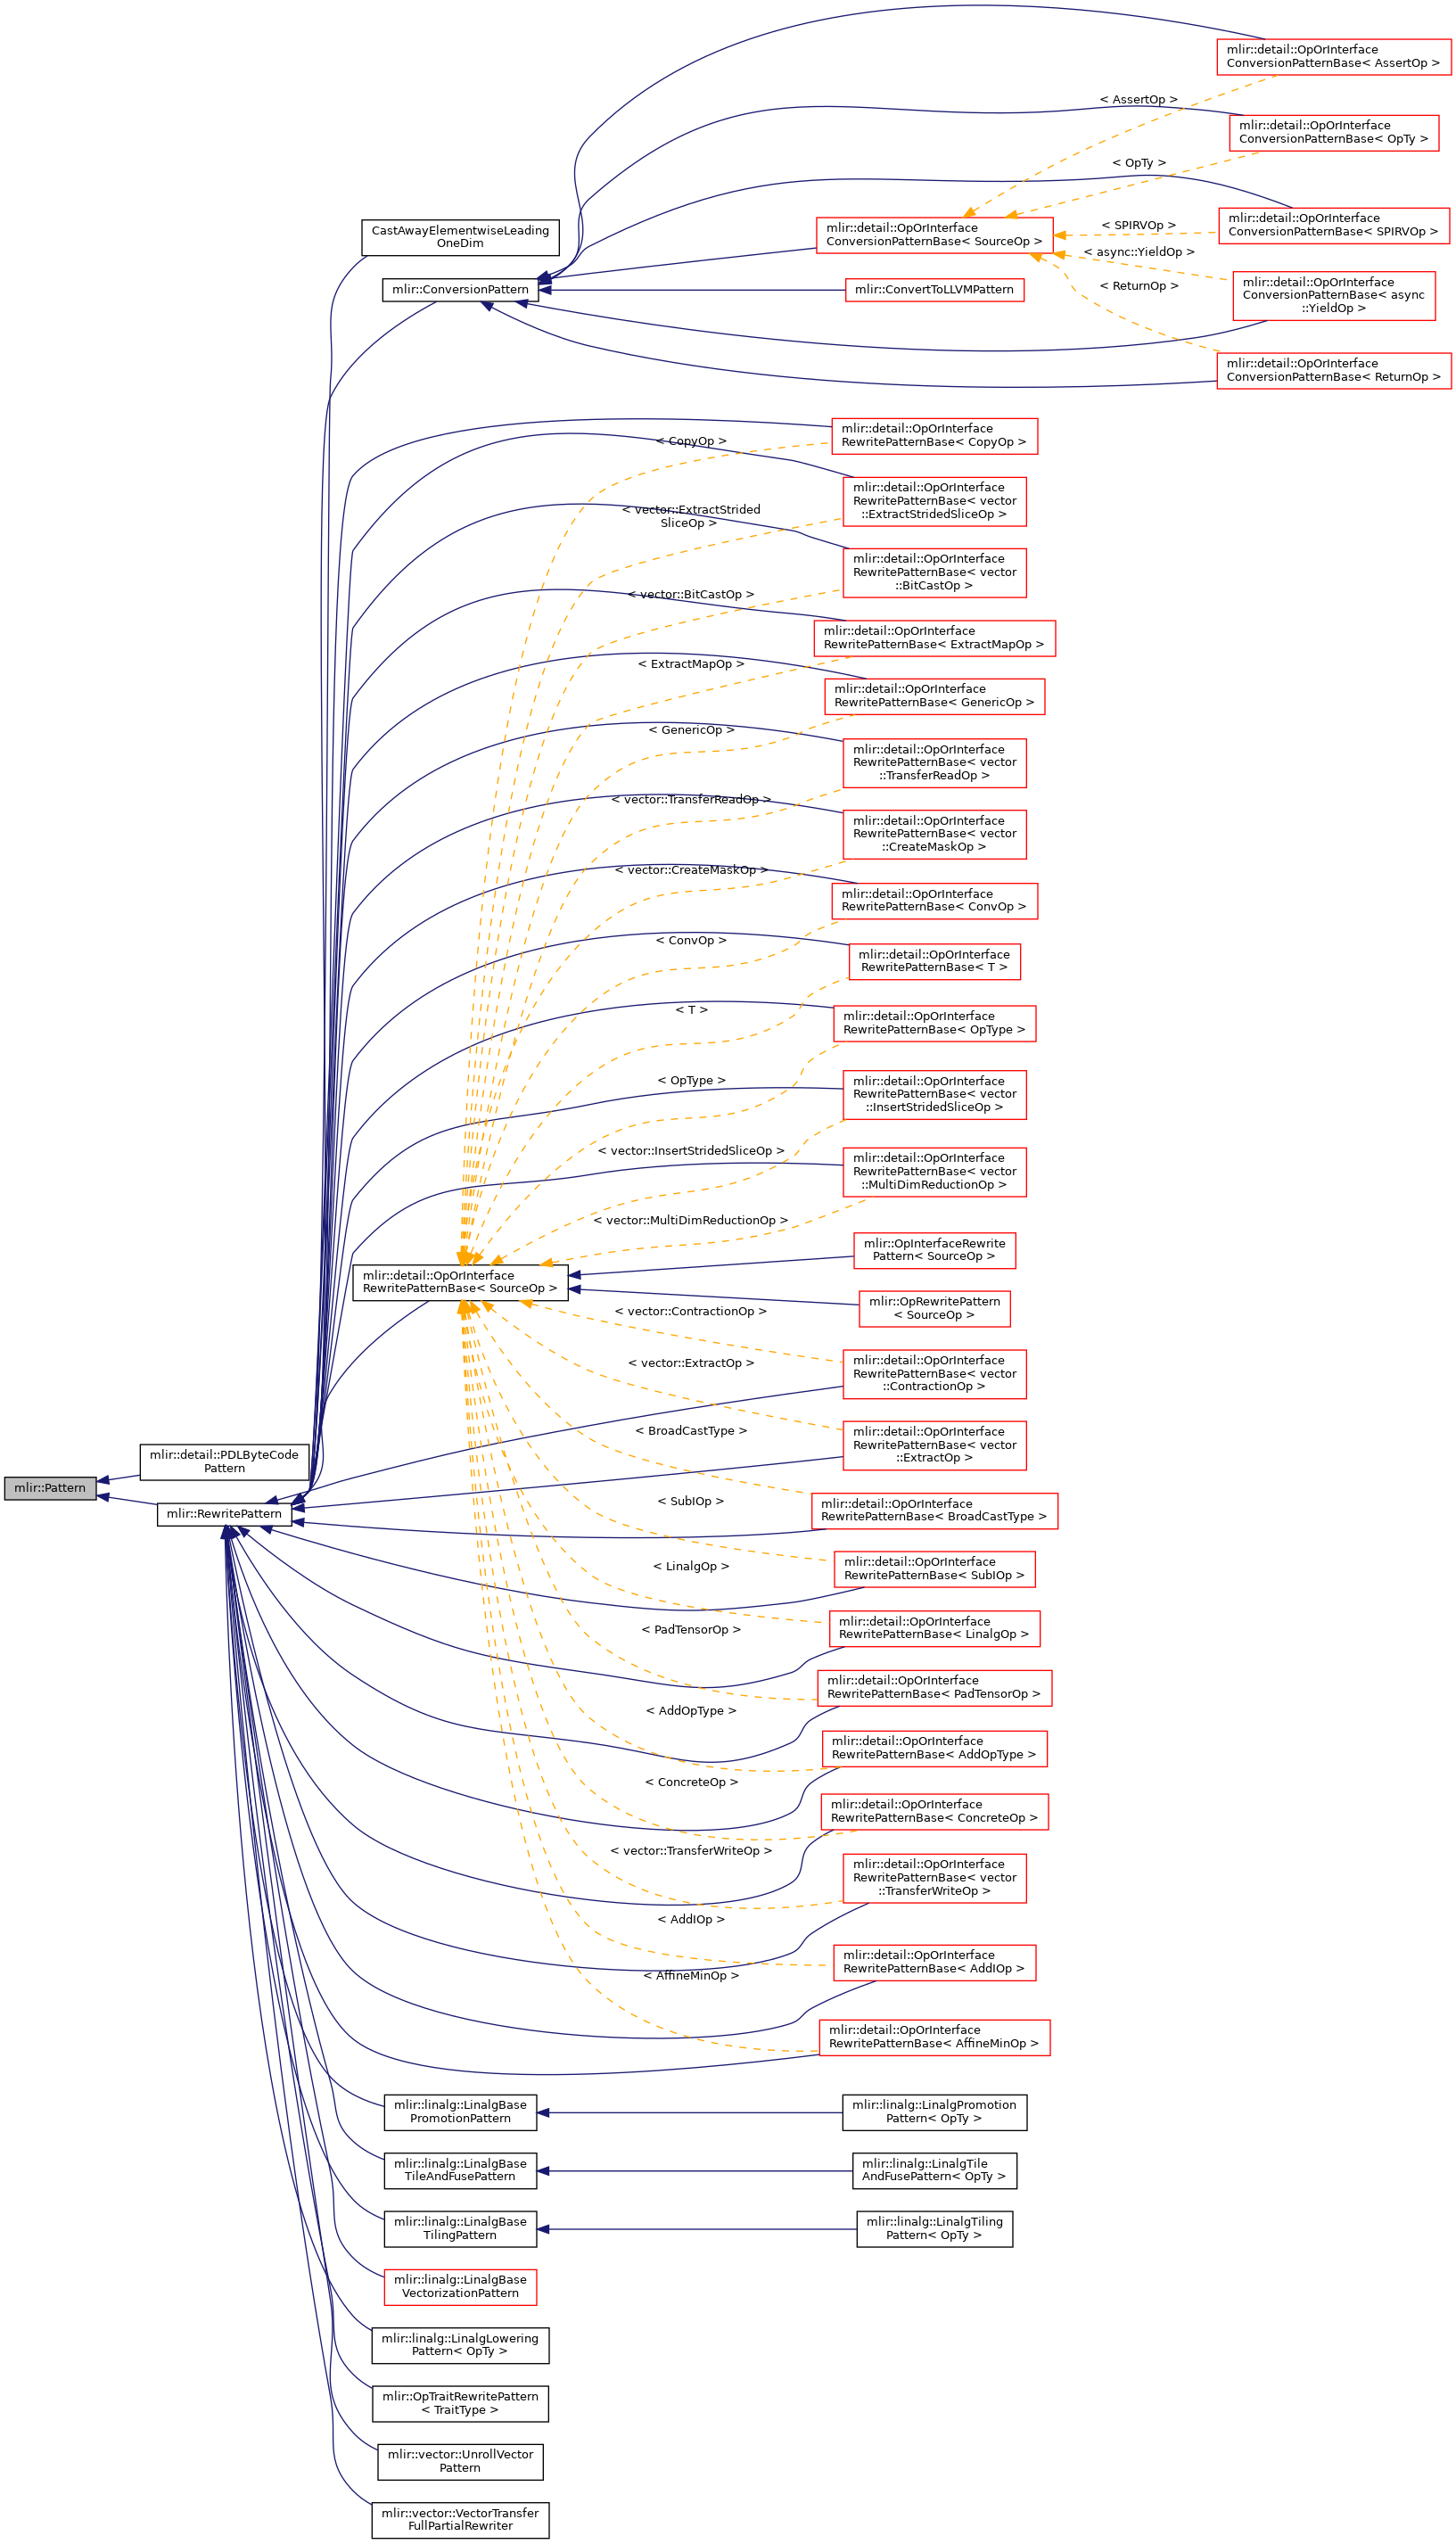 mlir::detail::OpOrInterface
ConversionPatternBase< AssertOp >
< AssertOp >
mlir::detail::OpOrInterface
ConversionPatternBase< OpTy >
< OpTy >
mlir::detail::OpOrInterface
ConversionPatternBase< SPIRVOp >
< SPIRVOp >
CastAwayElementwiseLeading
OneDim
mlir::detail::OpOrInterface
ConversionPatternBase< SourceOp >
< async::YieldOp >
mlir::ConversionPattern
mlir::ConvertToLLVMPattern
< ReturnOp >
mlir::detail::OpOrInterface
ConversionPatternBase< async
::YieldOp >
mlir::detail::OpOrInterface
ConversionPatternBase< ReturnOp >
< CopyOp >
mlir::detail::OpOrInterface
RewritePatternBase< CopyOp >
< vector::ExtractStrided
SliceOp >
mlir::detail::OpOrInterface
RewritePatternBase< vector
::ExtractStridedSliceOp >
< vector::BitCastOp >
mlir::detail::OpOrInterface
RewritePatternBase< vector
::BitCastOp >
< ExtractMapOp >
mlir::detail::OpOrInterface
RewritePatternBase< ExtractMapOp >
< GenericOp >
mlir::detail::OpOrInterface
RewritePatternBase< GenericOp >
< vector::TransferReadOp >
mlir::detail::OpOrInterface
RewritePatternBase< vector
::TransferReadOp >
< vector::CreateMaskOp >
mlir::detail::OpOrInterface
RewritePatternBase< vector
::CreateMaskOp >
< ConvOp >
mlir::detail::OpOrInterface
RewritePatternBase< ConvOp >
< T >
mlir::detail::OpOrInterface
RewritePatternBase< T >
< OpType >
mlir::detail::OpOrInterface
RewritePatternBase< OpType >
< vector::InsertStridedSliceOp >
mlir::detail::OpOrInterface
RewritePatternBase< vector
::InsertStridedSliceOp >
< vector::MultiDimReductionOp >
mlir::detail::OpOrInterface
RewritePatternBase< vector
::MultiDimReductionOp >
mlir::detail::OpOrInterface
RewritePatternBase< SourceOp >
mlir::OpInterfaceRewrite
Pattern< SourceOp >
mlir::OpRewritePattern
< SourceOp >
< vector::ContractionOp >
mlir::detail::OpOrInterface
RewritePatternBase< vector
::ContractionOp >
< vector::ExtractOp >
mlir::detail::OpOrInterface
RewritePatternBase< vector
::ExtractOp >
mlir::detail::PDLByteCode
Pattern
mlir::Pattern
mlir::RewritePattern
< BroadCastType >
mlir::detail::OpOrInterface
RewritePatternBase< BroadCastType >
< SubIOp >
mlir::detail::OpOrInterface
RewritePatternBase< SubIOp >
< LinalgOp >
mlir::detail::OpOrInterface
RewritePatternBase< LinalgOp >
< PadTensorOp >
mlir::detail::OpOrInterface
RewritePatternBase< PadTensorOp >
< AddOpType >
mlir::detail::OpOrInterface
RewritePatternBase< AddOpType >
< ConcreteOp >
mlir::detail::OpOrInterface
RewritePatternBase< ConcreteOp >
< vector::TransferWriteOp >
mlir::detail::OpOrInterface
RewritePatternBase< vector
::TransferWriteOp >
< AddIOp >
mlir::detail::OpOrInterface
RewritePatternBase< AddIOp >
< AffineMinOp >
mlir::detail::OpOrInterface
RewritePatternBase< AffineMinOp >
mlir::linalg::LinalgBase
PromotionPattern
mlir::linalg::LinalgPromotion
Pattern< OpTy >
mlir::linalg::LinalgBase
TileAndFusePattern
mlir::linalg::LinalgTile
AndFusePattern< OpTy >
mlir::linalg::LinalgBase
TilingPattern
mlir::linalg::LinalgTiling
Pattern< OpTy >
mlir::linalg::LinalgBase
VectorizationPattern
mlir::linalg::LinalgLowering
Pattern< OpTy >
mlir::OpTraitRewritePattern
< TraitType >
mlir::vector::UnrollVector
Pattern
mlir::vector::VectorTransfer
FullPartialRewriter